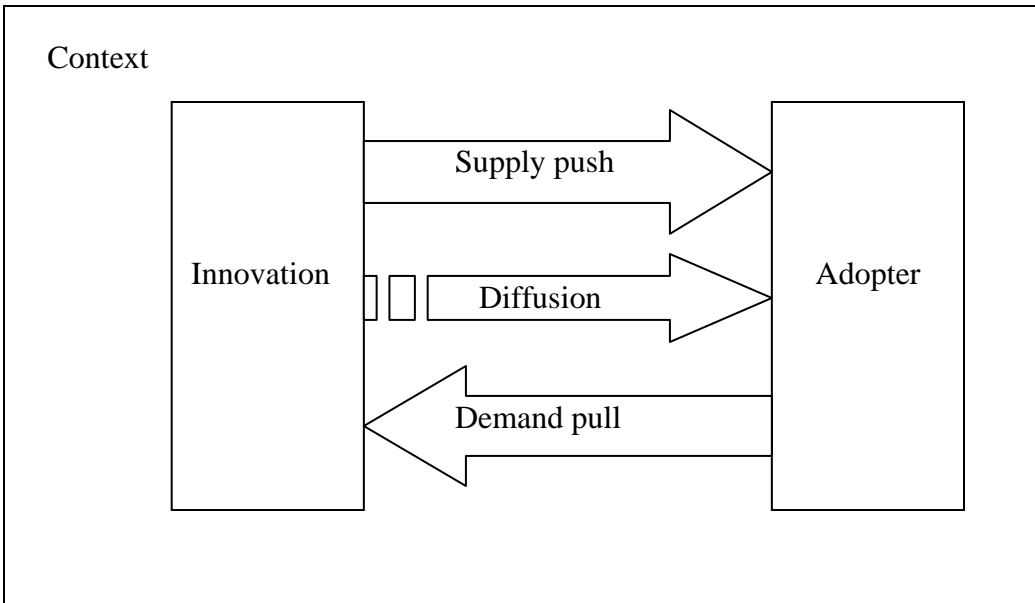 Context
Supply push
Innovation
Adopter
Diffusion
Demand pull